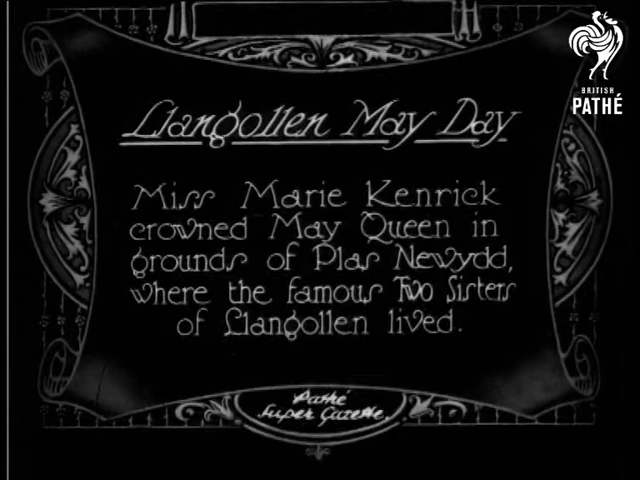 BRITISH
PATHÉ
Llangollen May Day
Miss Marie Kenrick
crowned May Queen in
grounds of Plas Newydd,
where the famous Two Sisters
of Llangollen lived.
Pathé
Super Gazette.